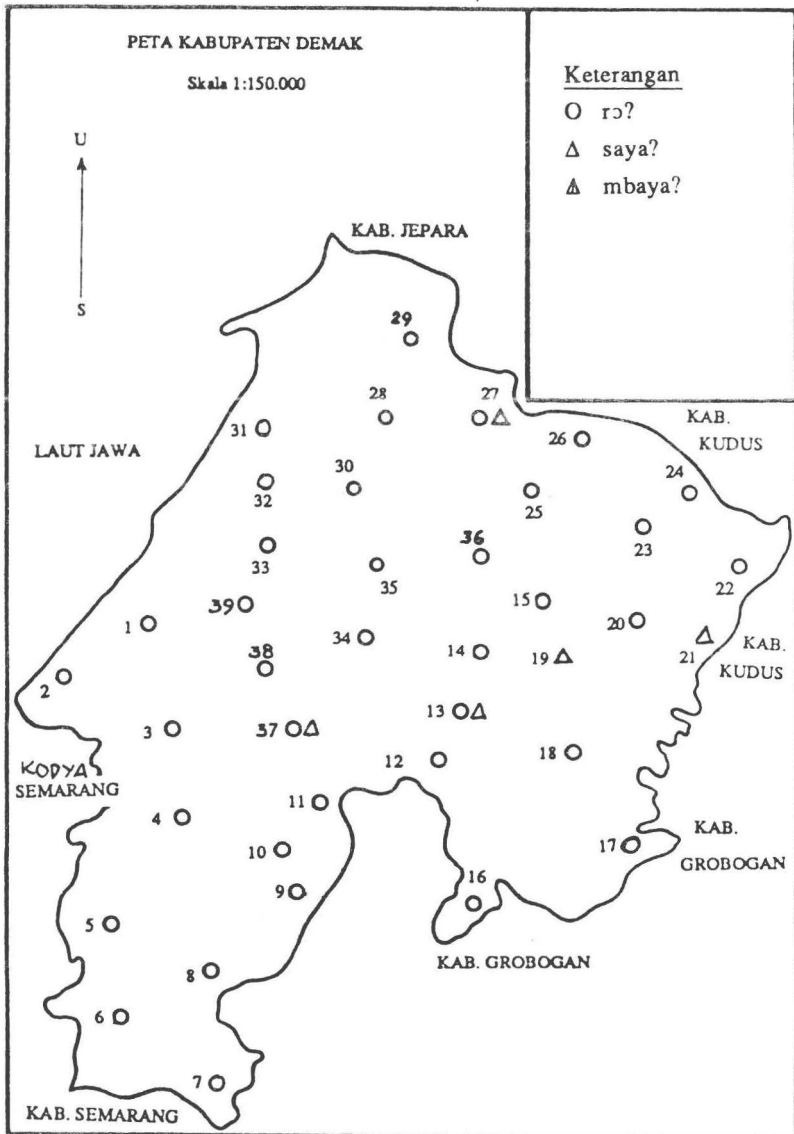 PETA KABUPATEN DEMAK
Skala 1:150.000
U
S
Keterangan
rɔ?
saya?
mbaya?
KAB. JEPARA
29
28
27
26
KAB.
KUDUS
31
LAUT JAWA
24
32
30
25
23
33
36
35
22
39
15
20
1
34
14
19
21
KAB.
KUDUS
38
2
13
3
37
12
18
KODYA
SEMARANG
11
4
10
17
KAB.
GROBOGAN
9
16
5
KAB. GROBOGAN
8
6
7
KAB. SEMARANG